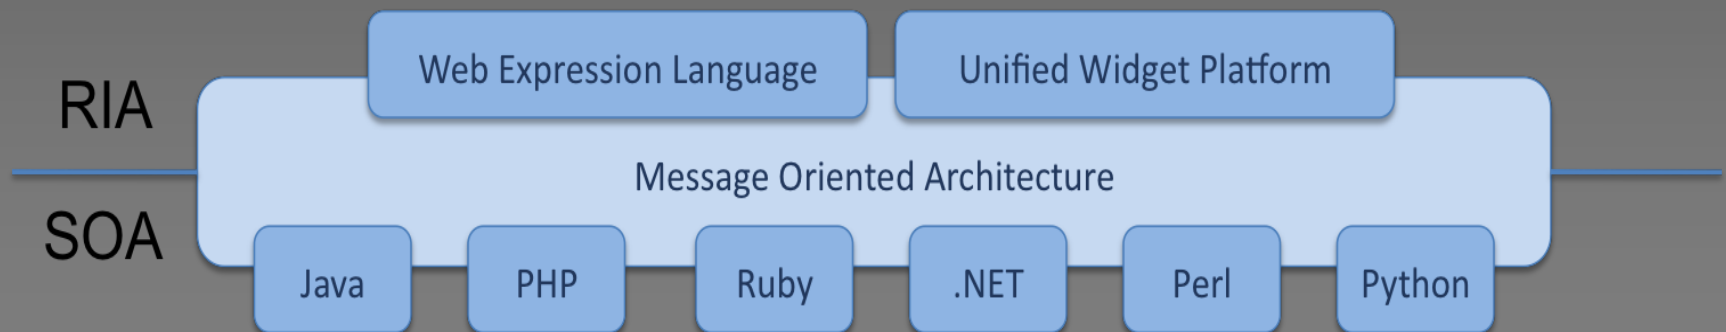 Web Expression Language
Unified Widget Platform
RIA
Message Oriented Architecture
SOA
Java
PHP
Ruby
.NET
Perl
Python